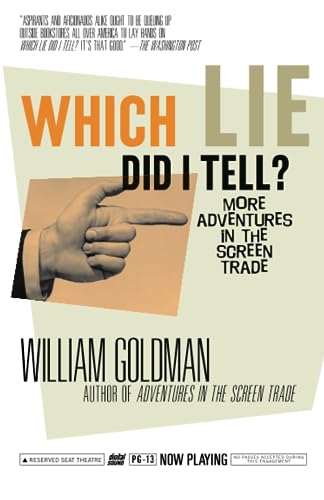 "ASPIRANTS AND AFICIONADOS ALIKE OUGHT TO BE QUEUING UP
OUTSIDE BOOKSTORES ALL OVER AMERICA TO LAY HANDS ON
WHICH LIE DID I TELL? IT'S THAT GOOD." —THE WASHINGTON POST
WHICH LIE
DID I TELL?
MORE
ADVENTURES
IN THE
SCREEN
TRADE
WILLIAM GOLDMAN
AUTHOR OF ADVENTURES IN THE SCREEN TRADE
RESERVED SEAT THEATRE
digital
sound
PG-13
NOW PLAYING
NO PASSES ACCEPTED DURING
THIS ENGAGEMENT